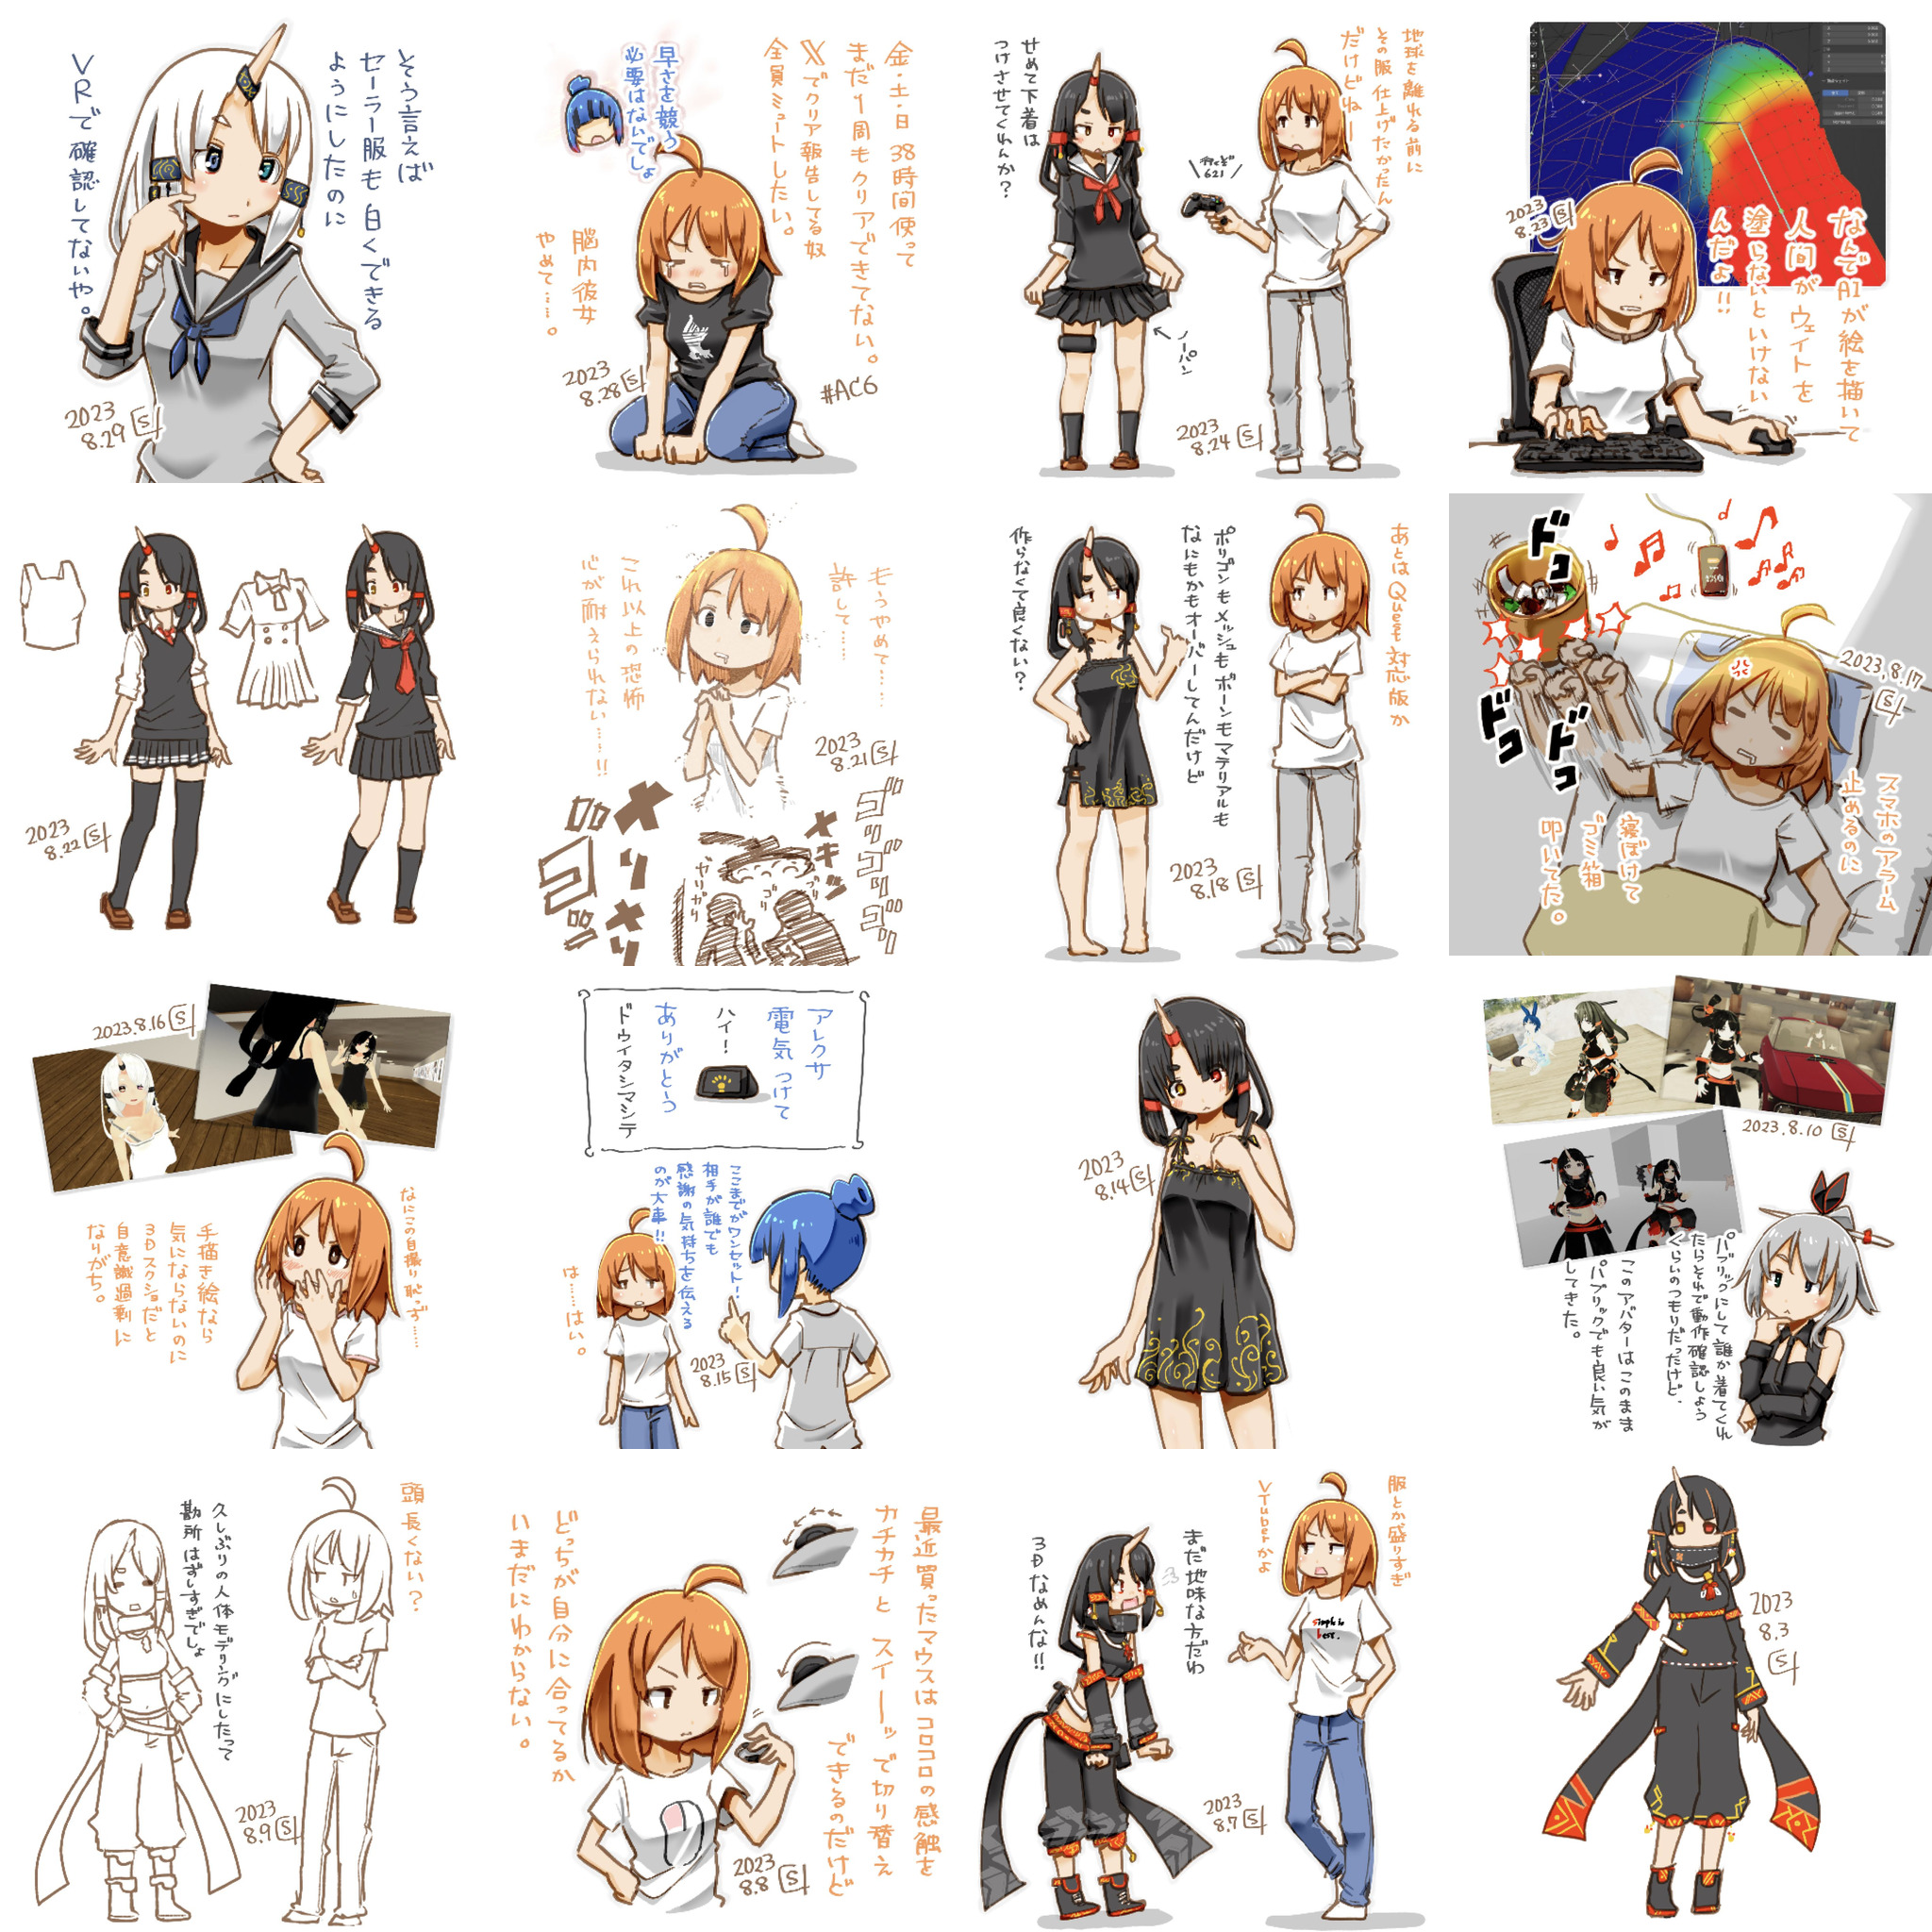 そう言えば
セーラー服も白くできる
ようにしたのに
VRで確認してないや。
2023
8.29
早さを競う
必要はないでしょ
金・土・日 38時間使って
まだ1周もクリアできてない。
Xでクリア報告してる奴
全員ミュートしたい。
脳内彼女
やめて……。
2023
8.28
#AC6
地球を離れる前に
その服仕上げたかったん
だけどねー
せめて下着は
つけさせてくれんか?
621
ノーパン
2023
8.24
2023
8.23
なんでAIが絵を描いて
人間がウェイトを
塗らないといけない
んだよ!!
2023
8.22
もうやめて……
許して……
これ以上の恐怖
心が耐えられない……!!
2023
8.21
メリメリ
あとはQuest対応版か
ポリゴンもメッシュもボーンもマテリアルも
なにもかもオーバーしてんだけど
作らなくて良くない?
2023
8.18
ドコ
ドコ
ドコ
2023.8.17
スマホのアラーム
止めるのに
寝ぼけて
ゴミ箱
叩いてた。
2023.8.16
なにこの自撮り恥っず……
手描き絵なら
気にならないのに
3Dスクショだと
自意識過剰に
なりがち。
アレクサ
電気つけて
ハイ!
ありがとう
ドウイタシマシテ
ここまでがワンセット!
相手が誰でも
感謝の気持ちを伝える
のが大事!!
は……はい。
2023
8.15
2023
8.14
2023.8.10
パブリックにして誰か着てくれ
たらそれで動作確認しよう
くらいのつもりだったけど、
このアバターはこのまま
パブリックでも良い気が
してきた。
頭長くない?
久しぶりの人体モデリングにしたって
勘所はずしすぎでしょ
2023
8.9
最近買ったマウスはコロコロの感触を
カチカチとスイーッで切り替え
できるのだけど
どっちが自分に合ってるか
いまだにわからない。
2023
8.8
服とか盛りすぎ
VTuberかよ
まだ地味な方だわ
3Dなめんな!!
simple is
best.
2023
8.7
2023
8.3